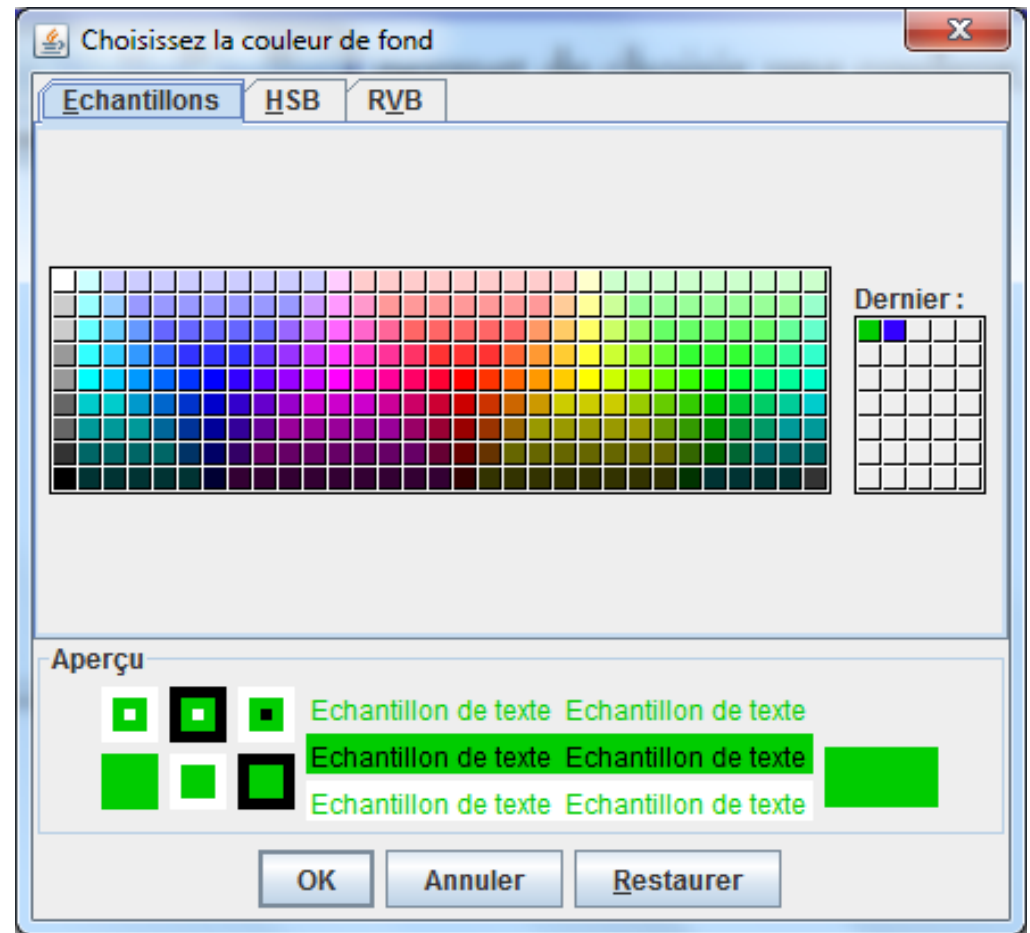 Choisissez la couleur de fond
Echantillons HSB RVB
Dernier :
Aperçu
Echantillon de texte Echantillon de texte
Echantillon de texte Echantillon de texte
Echantillon de texte Echantillon de texte
OK Annuler Restaurer